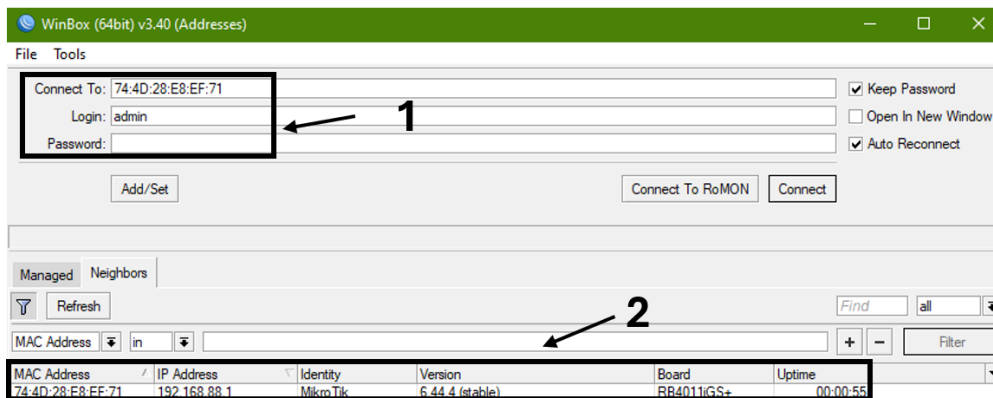 WinBox (64bit) v3.40 (Addresses)
File Tools
Connect To: 74:4D:28:E8:EF:71
Keep Password
Login: admin
1
Open In New Window
Password:
Auto Reconnect
Add/Set Connect To RoMON Connect
Managed Neighbors
Refresh Find all
2
MAC Address in + − Filter
MAC Address IP Address Identity Version Board Uptime
74:4D:28:E8:EF:71 192.168.88.1 MikroTik 6.44.4 (stable) RB4011iGS+ 00:00:55